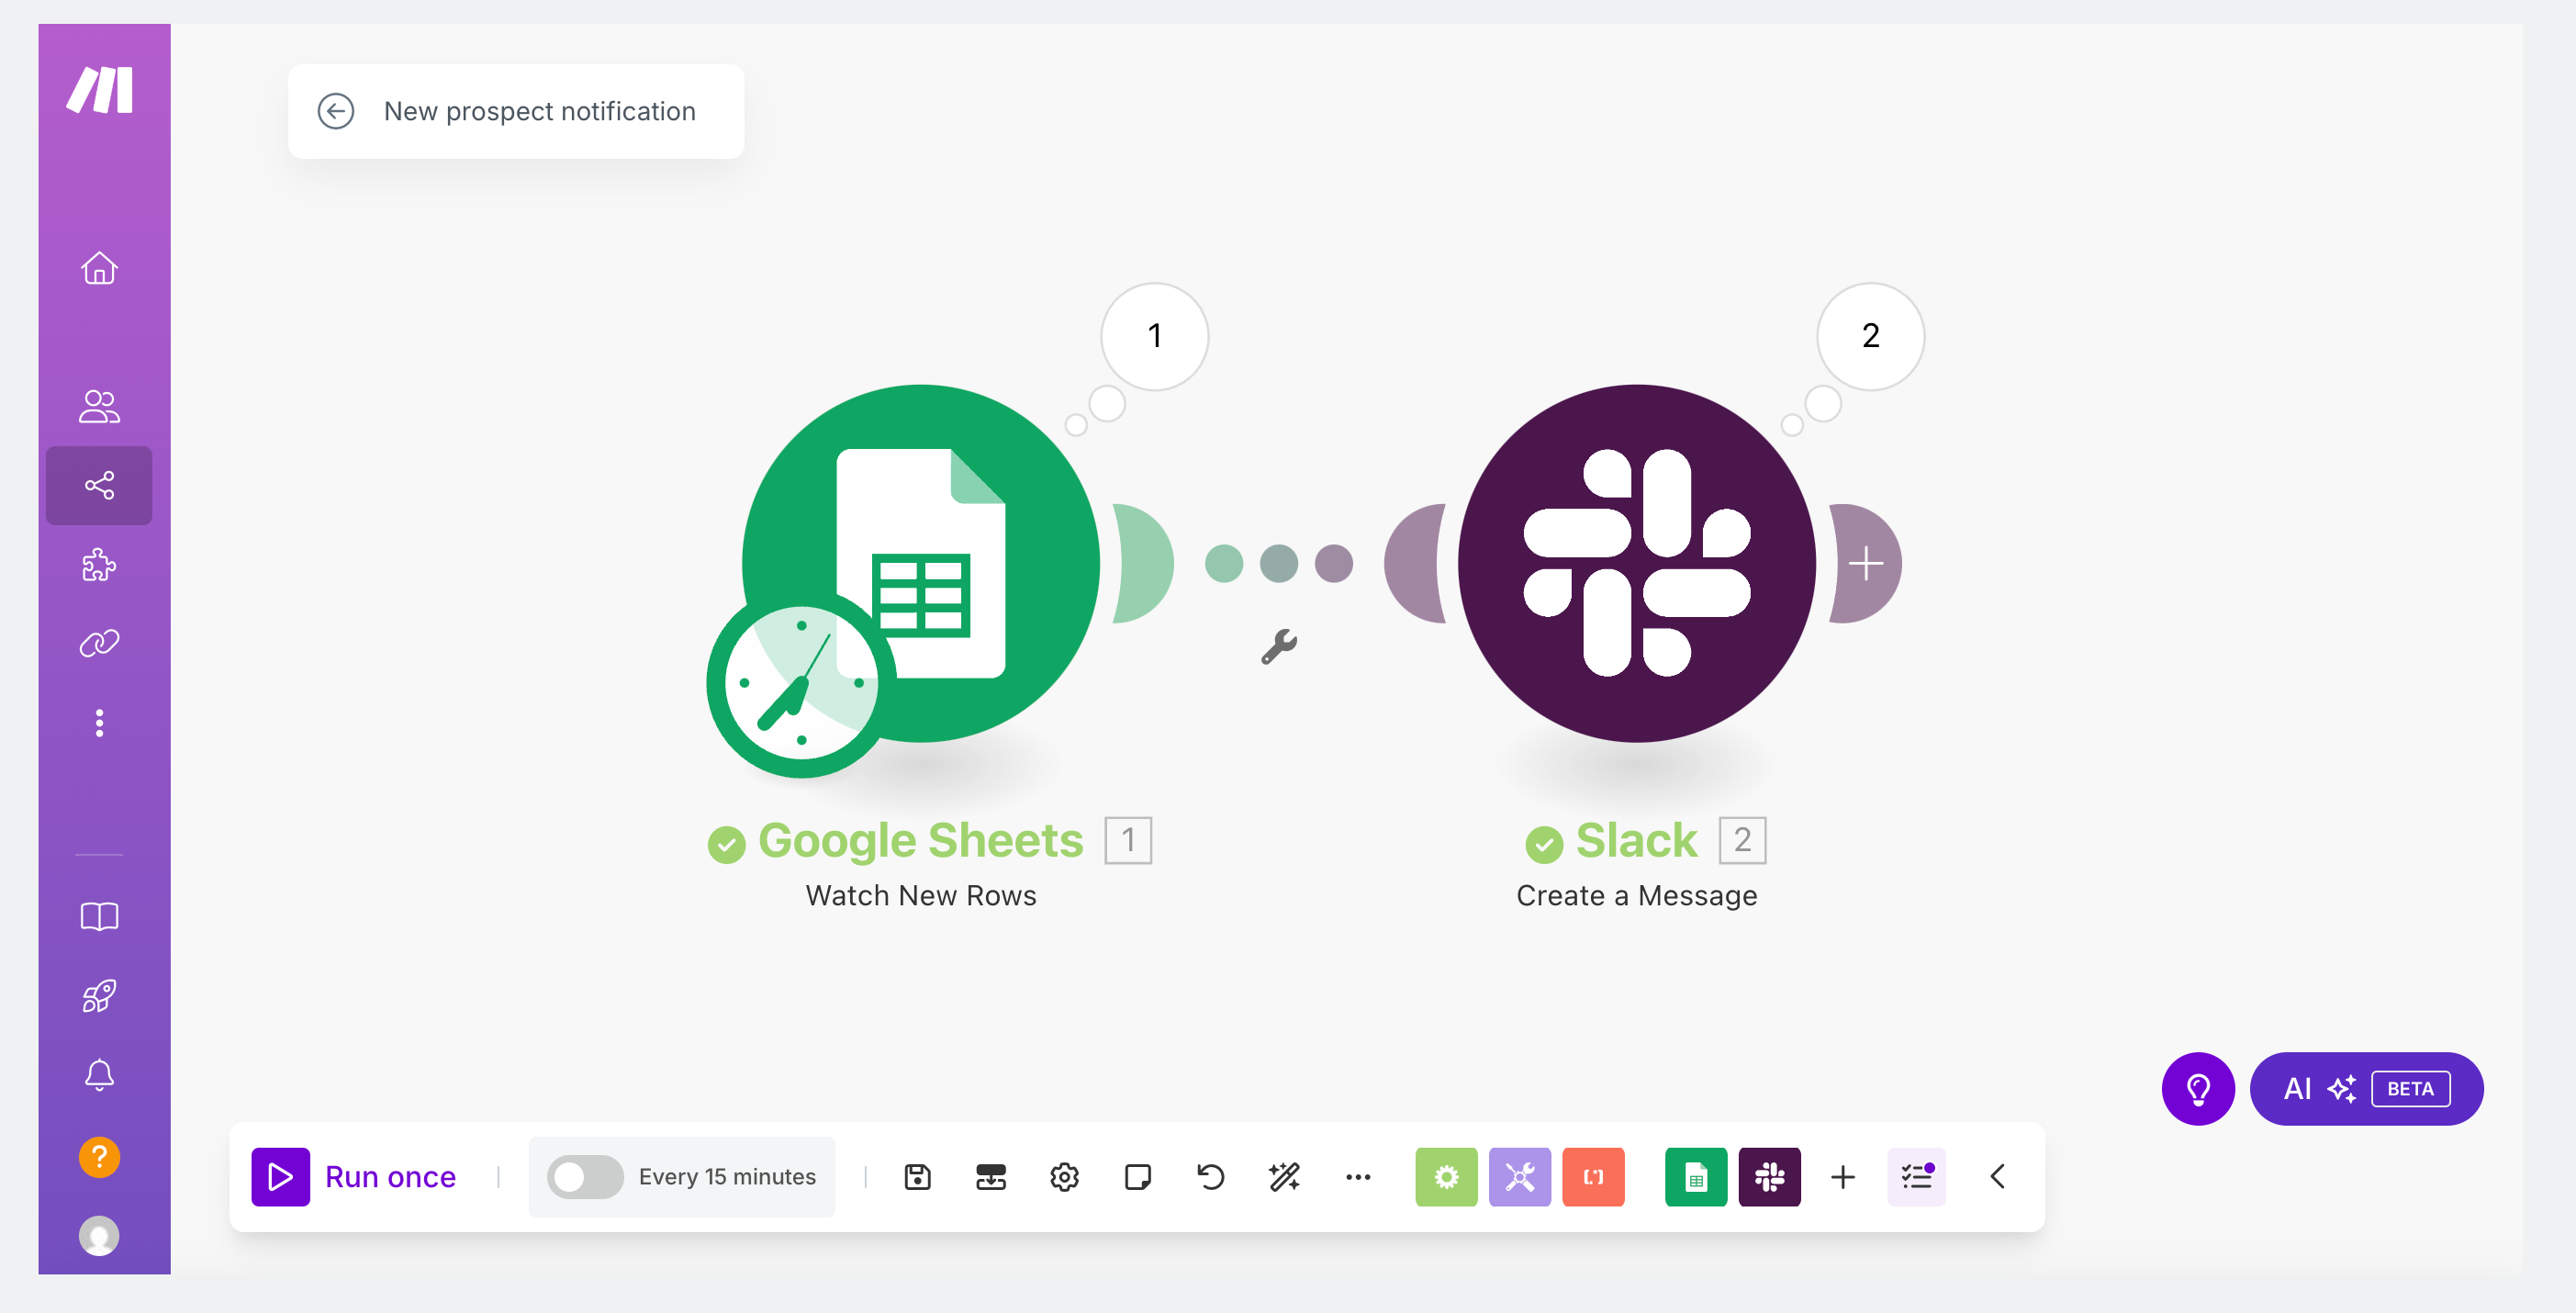 New prospect notification
1
2
Google Sheets 1
Watch New Rows
Slack 2
Create a Message
AI BETA
?
Run once
Every 15 minutes